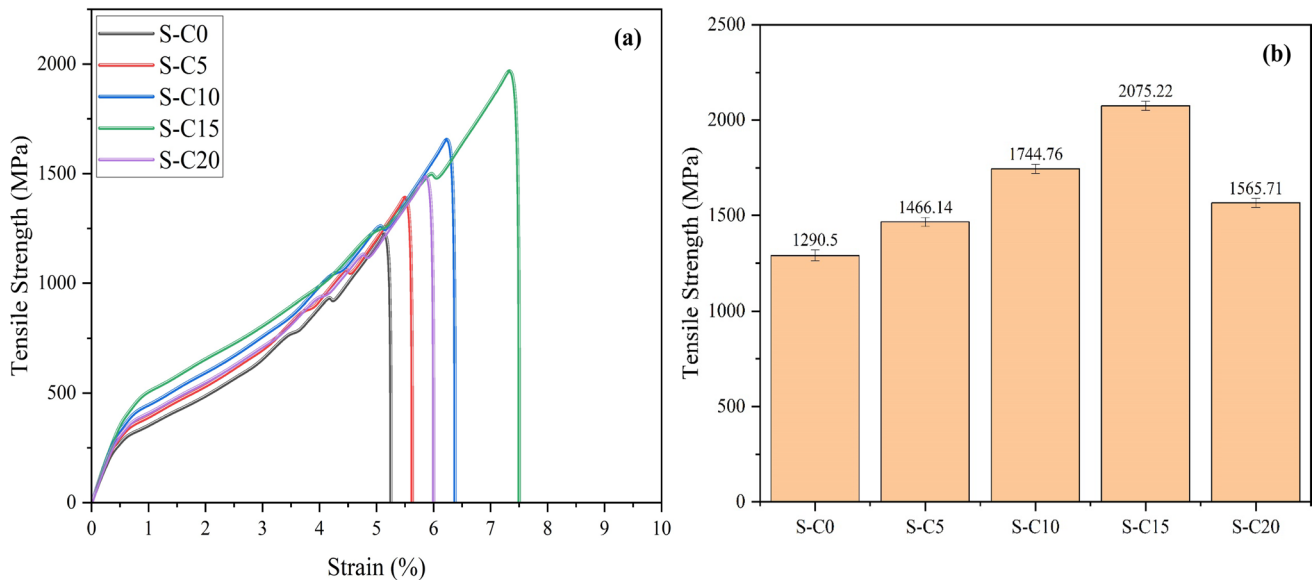 (a)
S-C0
S-C5
S-C10
S-C15
S-C20
Tensile Strength (MPa)
2000
1500
1000
500
0
0 1 2 3 4 5 6 7 8 9 10
Strain (%)
(b)
Tensile Strength (MPa)
2500
2000
1500
1000
500
0
1290.5
1466.14
1744.76
2075.22
1565.71
S-C0 S-C5 S-C10 S-C15 S-C20